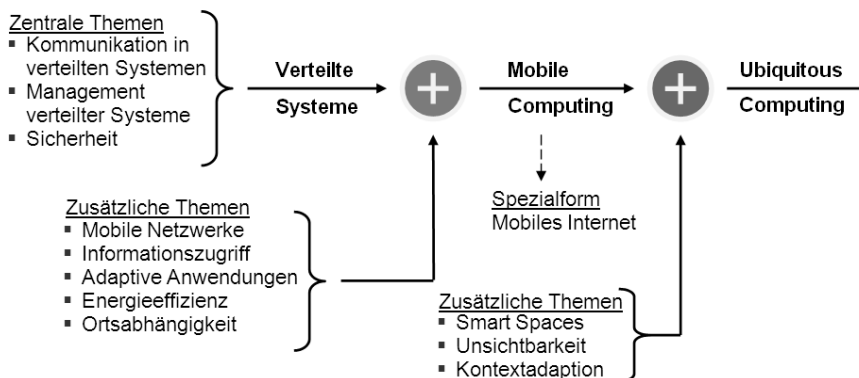 Zentrale Themen
▪ Kommunikation in
verteilten Systemen
▪ Management
verteilter Systeme
▪ Sicherheit
Verteilte
Systeme
+
Mobile
Computing
+
Ubiquitous
Computing
Spezialform
Mobiles Internet
Zusätzliche Themen
▪ Mobile Netzwerke
▪ Informationszugriff
▪ Adaptive Anwendungen
▪ Energieeffizienz
▪ Ortsabhängigkeit
Zusätzliche Themen
▪ Smart Spaces
▪ Unsichtbarkeit
▪ Kontextadaption